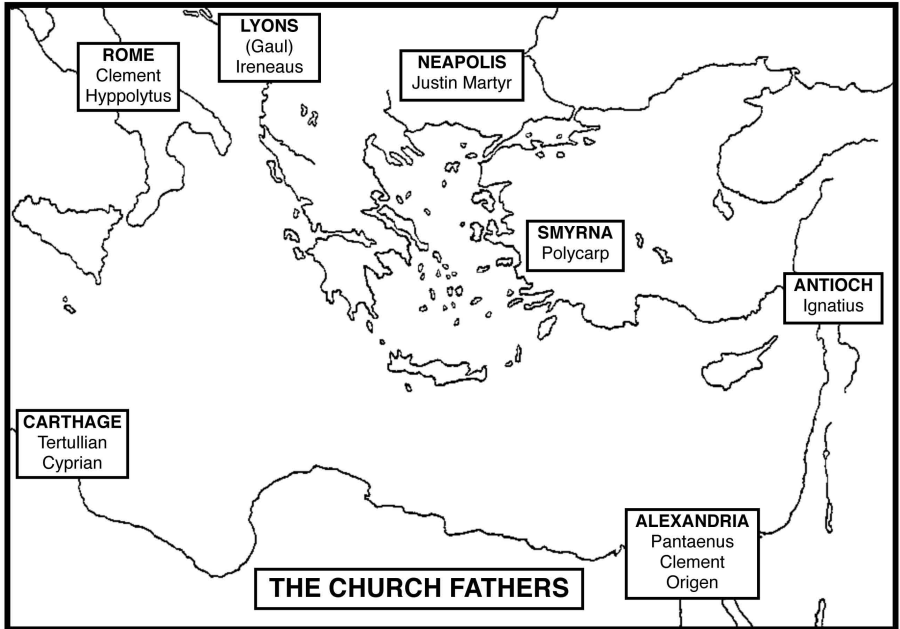 LYONS
(Gaul)
Ireneaus
ROME
Clement
Hyppolytus
NEAPOLIS
Justin Martyr
SMYRNA
Polycarp
ANTIOCH
Ignatius
CARTHAGE
Tertullian
Cyprian
ALEXANDRIA
Pantaenus
Clement
Origen
THE CHURCH FATHERS